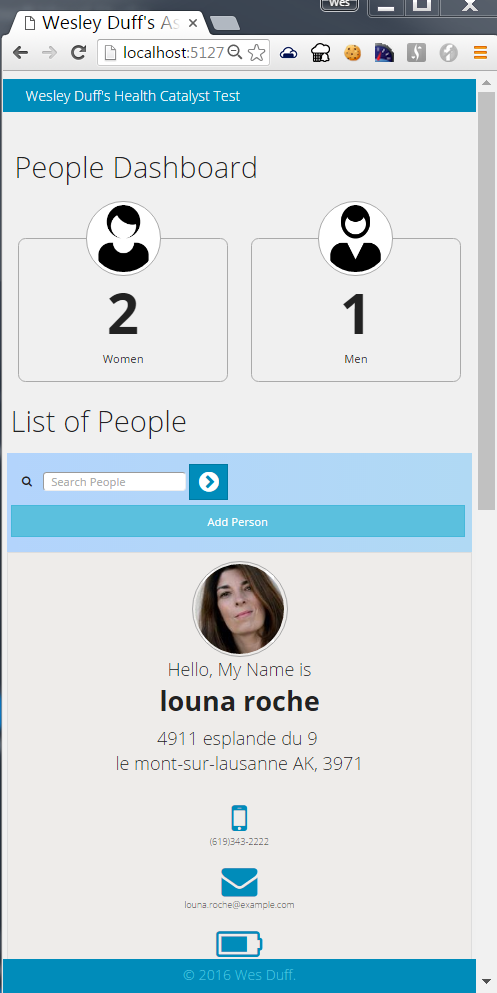 Wes
Wesley Duff's As
localhost:5127
Wesley Duff's Health Catalyst Test
People Dashboard
2
Women
1
Men
List of People
Search People
Add Person
Hello, My Name is
louna roche
4911 esplande du 9
le mont-sur-lausanne AK, 3971
(619)343-2222
louna.roche@example.com
© 2016 Wes Duff.